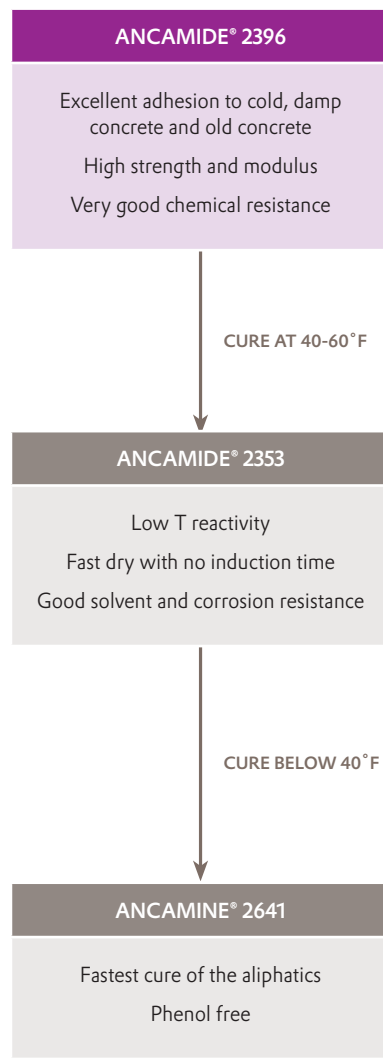 ANCAMIDE® 2396
Excellent adhesion to cold, damp
concrete and old concrete
High strength and modulus
Very good chemical resistance
CURE AT 40-60°F
ANCAMIDE® 2353
Low T reactivity
Fast dry with no induction time
Good solvent and corrosion resistance
CURE BELOW 40°F
ANCAMINE® 2641
Fastest cure of the aliphatics
Phenol free